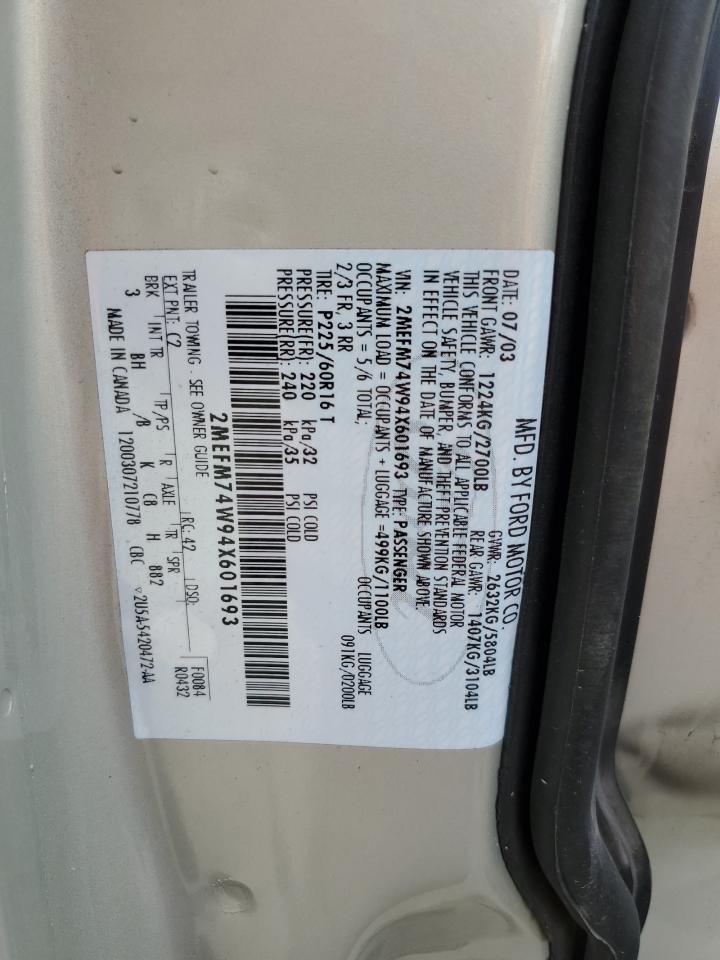 MFD. BY FORD MOTOR CO.
DATE: 07/03 GVWR: 2632KG/5804LB
FRONT GAWR: 1224KG/2700LB REAR GAWR: 1407KG/3104LB
THIS VEHICLE CONFORMS TO ALL APPLICABLE FEDERAL MOTOR
VEHICLE SAFETY, BUMPER, AND THEFT PREVENTION STANDARDS
IN EFFECT ON THE DATE OF MANUFACTURE SHOWN ABOVE.
VIN: 2MEFM74W94X601693 TYPE: PASSENGER
MAXIMUM LOAD = OCCUPANTS + LUGGAGE =499KG/1100LB
OCCUPANTS = 5/6 TOTAL; OCCUPANTS LUGGAGE
2/3 FR, 3 RR 091KG/0200LB
TIRE: P225/60R16 T
PRESSURE(FR): 220 kPa/32 PSI COLD
PRESSURE(RR): 240 kPa/35 PSI COLD
2MEFM74W94X601693
TRAILER TOWING - SEE OWNER GUIDE
EXT PNT: C2 RC: 42 DSO: F0084
BRK INT TR TP/PS R AXLE TR SPR R0432
3 BH /B K C8 H 882
MADE IN CANADA 1200307210778 CBC ▽2U5A-5420472-AA